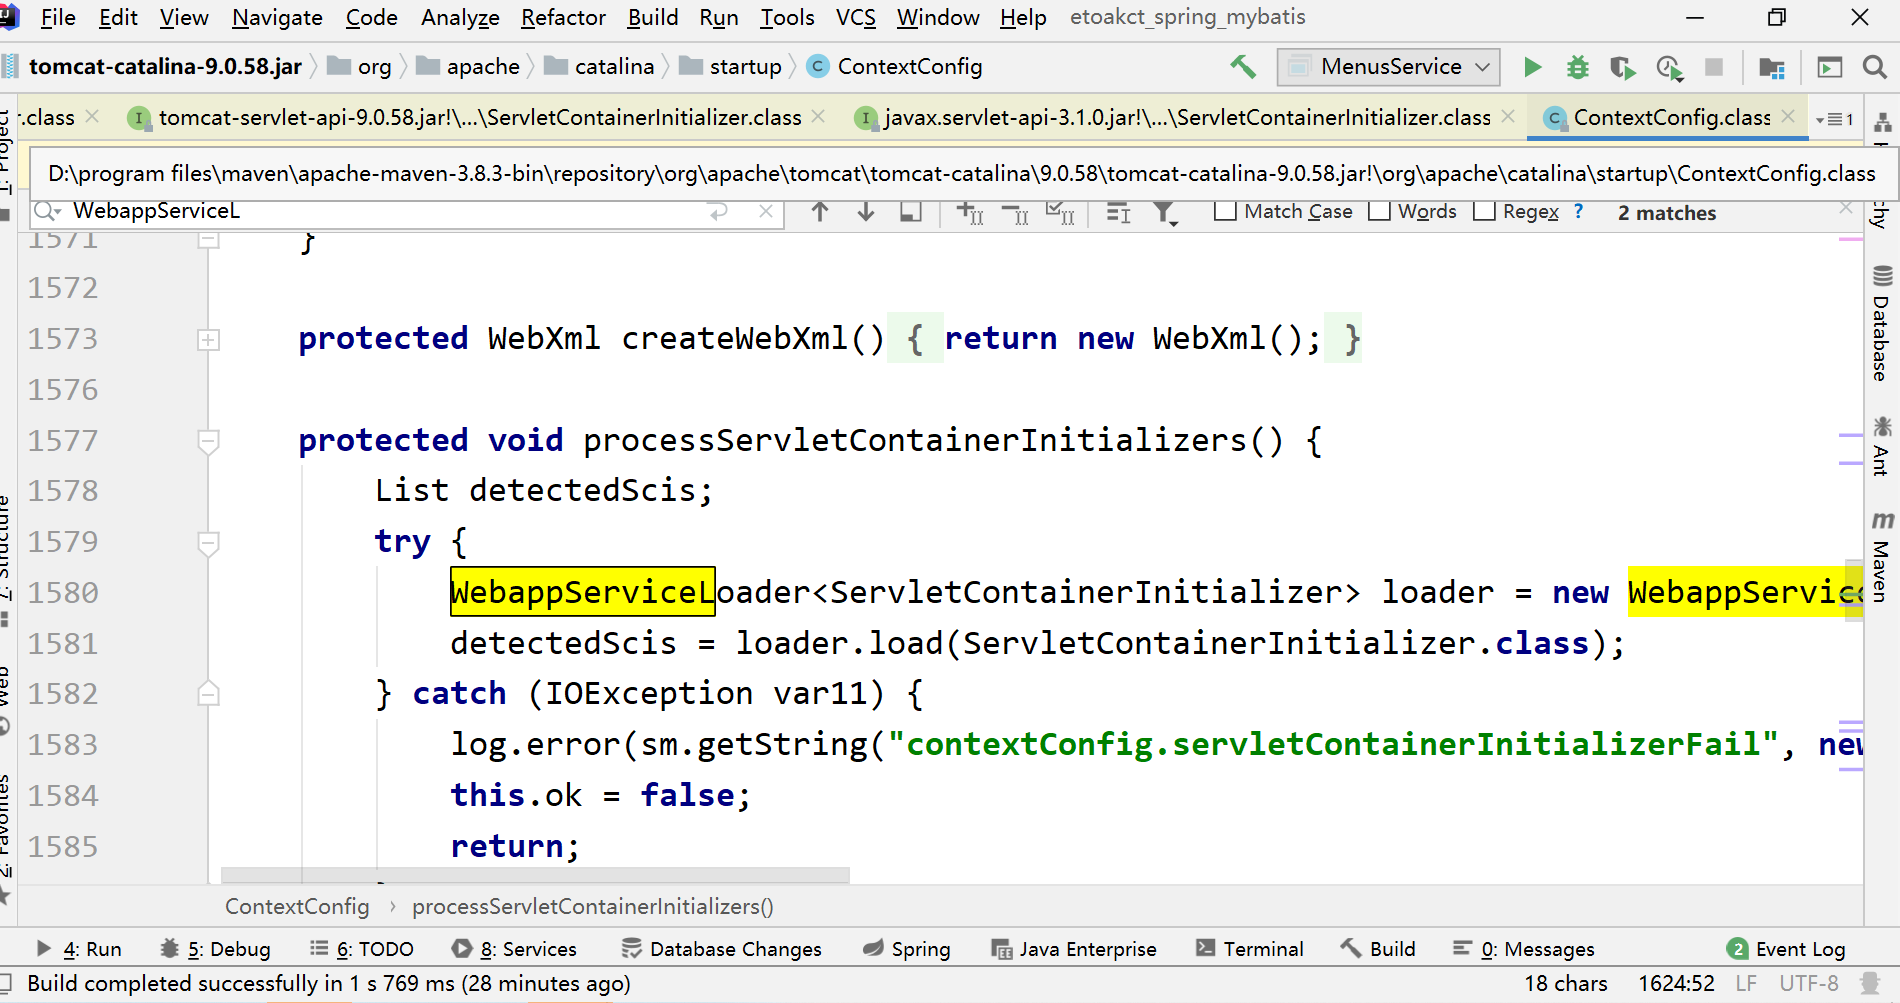 File Edit View Navigate Code Analyze Refactor Build Run Tools VCS Window Help etoakct_spring_mybatis
tomcat-catalina-9.0.58.jar org apache catalina startup ContextConfig MenusService
.class tomcat-servlet-api-9.0.58.jar!\...\ServletContainerInitializer.class javax.servlet-api-3.1.0.jar!\...\ServletContainerInitializer.class ContextConfig.class 1
D:\program files\maven\apache-maven-3.8.3-bin\repository\org\apache\tomcat\tomcat-catalina\9.0.58\tomcat-catalina-9.0.58.jar!\org\apache\catalina\startup\ContextConfig.class
WebappServiceL Match Case Words Regex ? 2 matches
1571 }
1572
1573 protected WebXml createWebXml() { return new WebXml(); }
1576
1577 protected void processServletContainerInitializers() {
1578 List detectedScis;
1579 try {
1580 WebappServiceLoader<ServletContainerInitializer> loader = new WebappService
1581 detectedScis = loader.load(ServletContainerInitializer.class);
1582 } catch (IOException var11) {
1583 log.error(sm.getString("contextConfig.servletContainerInitializerFail", new
1584 this.ok = false;
1585 return;
ContextConfig › processServletContainerInitializers()
1: Project
7: Structure
Web
2: Favorites
Database
Ant
Maven
4: Run 5: Debug 6: TODO 8: Services Database Changes Spring Java Enterprise Terminal Build 0: Messages 2 Event Log
Build completed successfully in 1 s 769 ms (28 minutes ago) 18 chars 1624:52 LF UTF-8